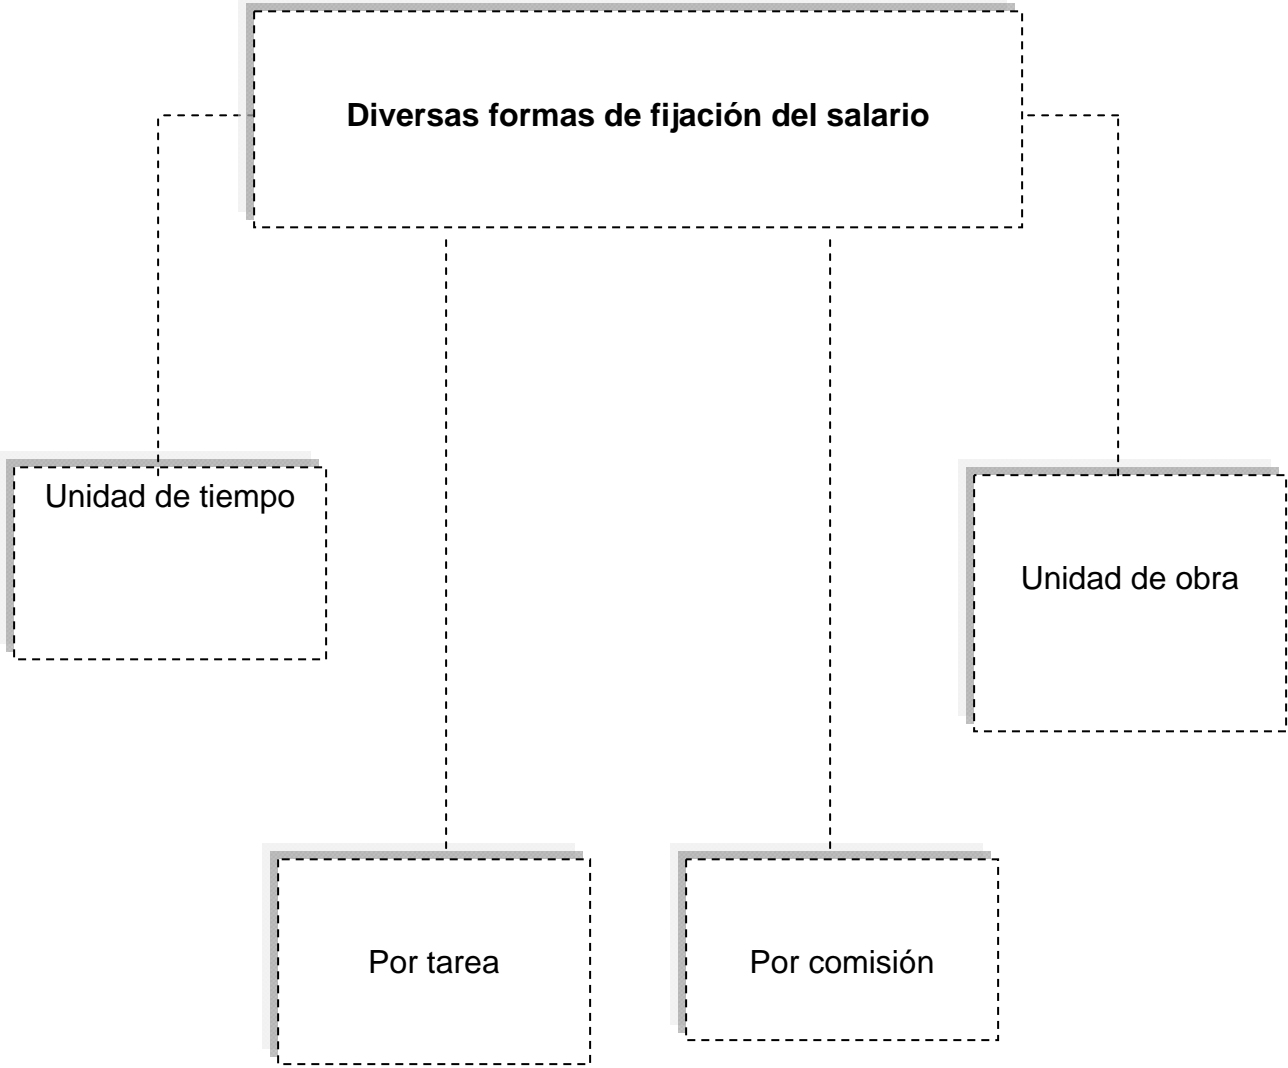 Diversas formas de fijación del salario
Unidad de tiempo
Unidad de obra
Por tarea
Por comisión